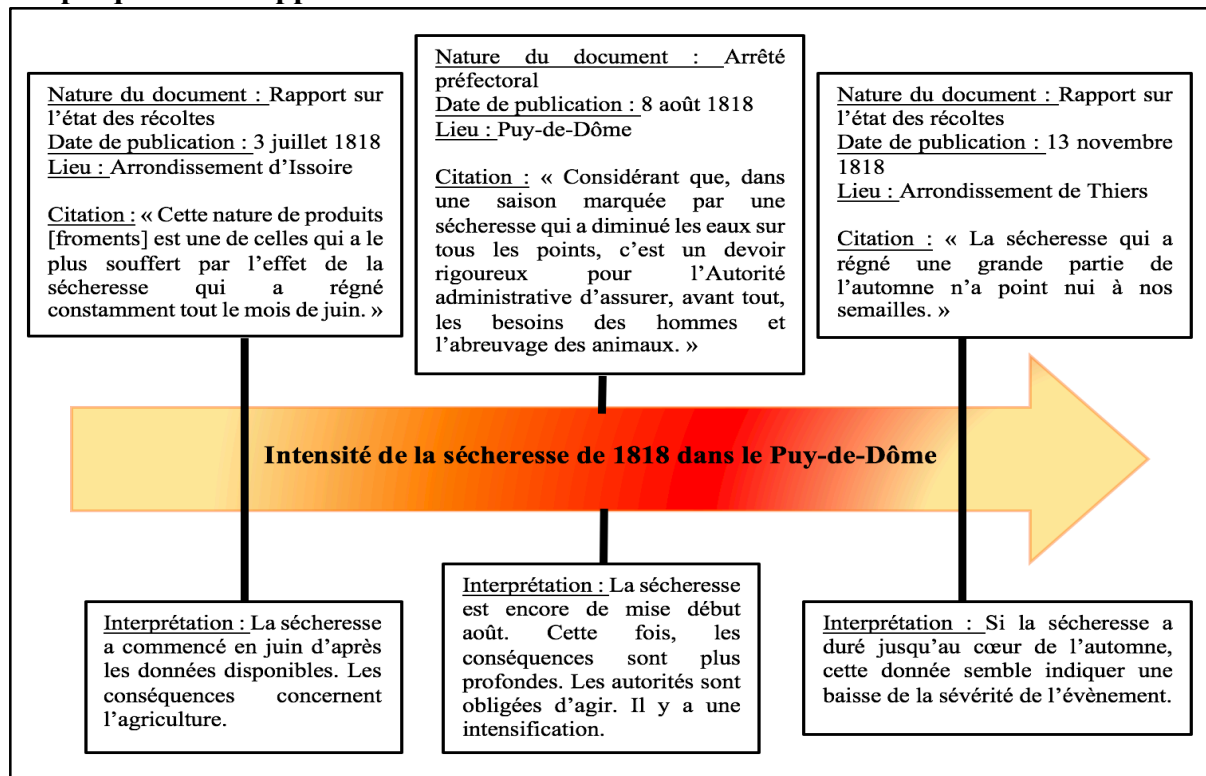 Nature du document : Rapport sur
l’état des récoltes
Date de publication : 3 juillet 1818
Lieu : Arrondissement d’Issoire
Citation : « Cette nature de produits
[froments] est une de celles qui a le
plus souffert par l’effet de la
sécheresse qui a régné
constamment tout le mois de juin. »
Nature du document : Arrêté
préfectoral
Date de publication : 8 août 1818
Lieu : Puy-de-Dôme
Citation : « Considérant que, dans
une saison marquée par une
sécheresse qui a diminué les eaux sur
tous les points, c’est un devoir
rigoureux pour l’Autorité
administrative d’assurer, avant tout,
les besoins des hommes et
l’abreuvage des animaux. »
Nature du document : Rapport sur
l’état des récoltes
Date de publication : 13 novembre
1818
Lieu : Arrondissement de Thiers
Citation : « La sécheresse qui a
régné une grande partie de
l’automne n’a point nui à nos
semailles. »
Intensité de la sécheresse de 1818 dans le Puy-de-Dôme
Interprétation : La sécheresse
a commencé en juin d’après
les données disponibles. Les
conséquences concernent
l’agriculture.
Interprétation : La sécheresse
est encore de mise début
août. Cette fois, les
conséquences sont plus
profondes. Les autorités sont
obligées d’agir. Il y a une
intensification.
Interprétation : Si la sécheresse a
duré jusqu’au cœur de l’automne,
cette donnée semble indiquer une
baisse de la sévérité de l’évènement.